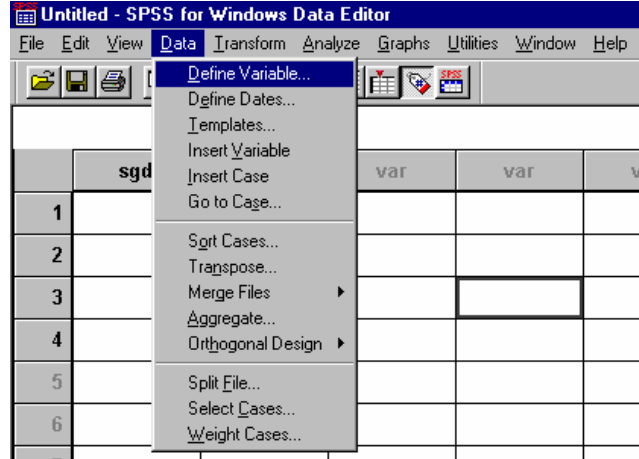 Untitled - SPSS for Windows Data Editor
File Edit View Data Transform Analyze Graphs Utilities Window Help
SPSS
Define Variable...
Define Dates...
Templates...
Insert Variable
Insert Case
Go to Case...
Sort Cases...
Transpose...
Merge Files
Aggregate...
Orthogonal Design
Split File...
Select Cases...
Weight Cases...
sgd var var
1
2
3
4
5
6